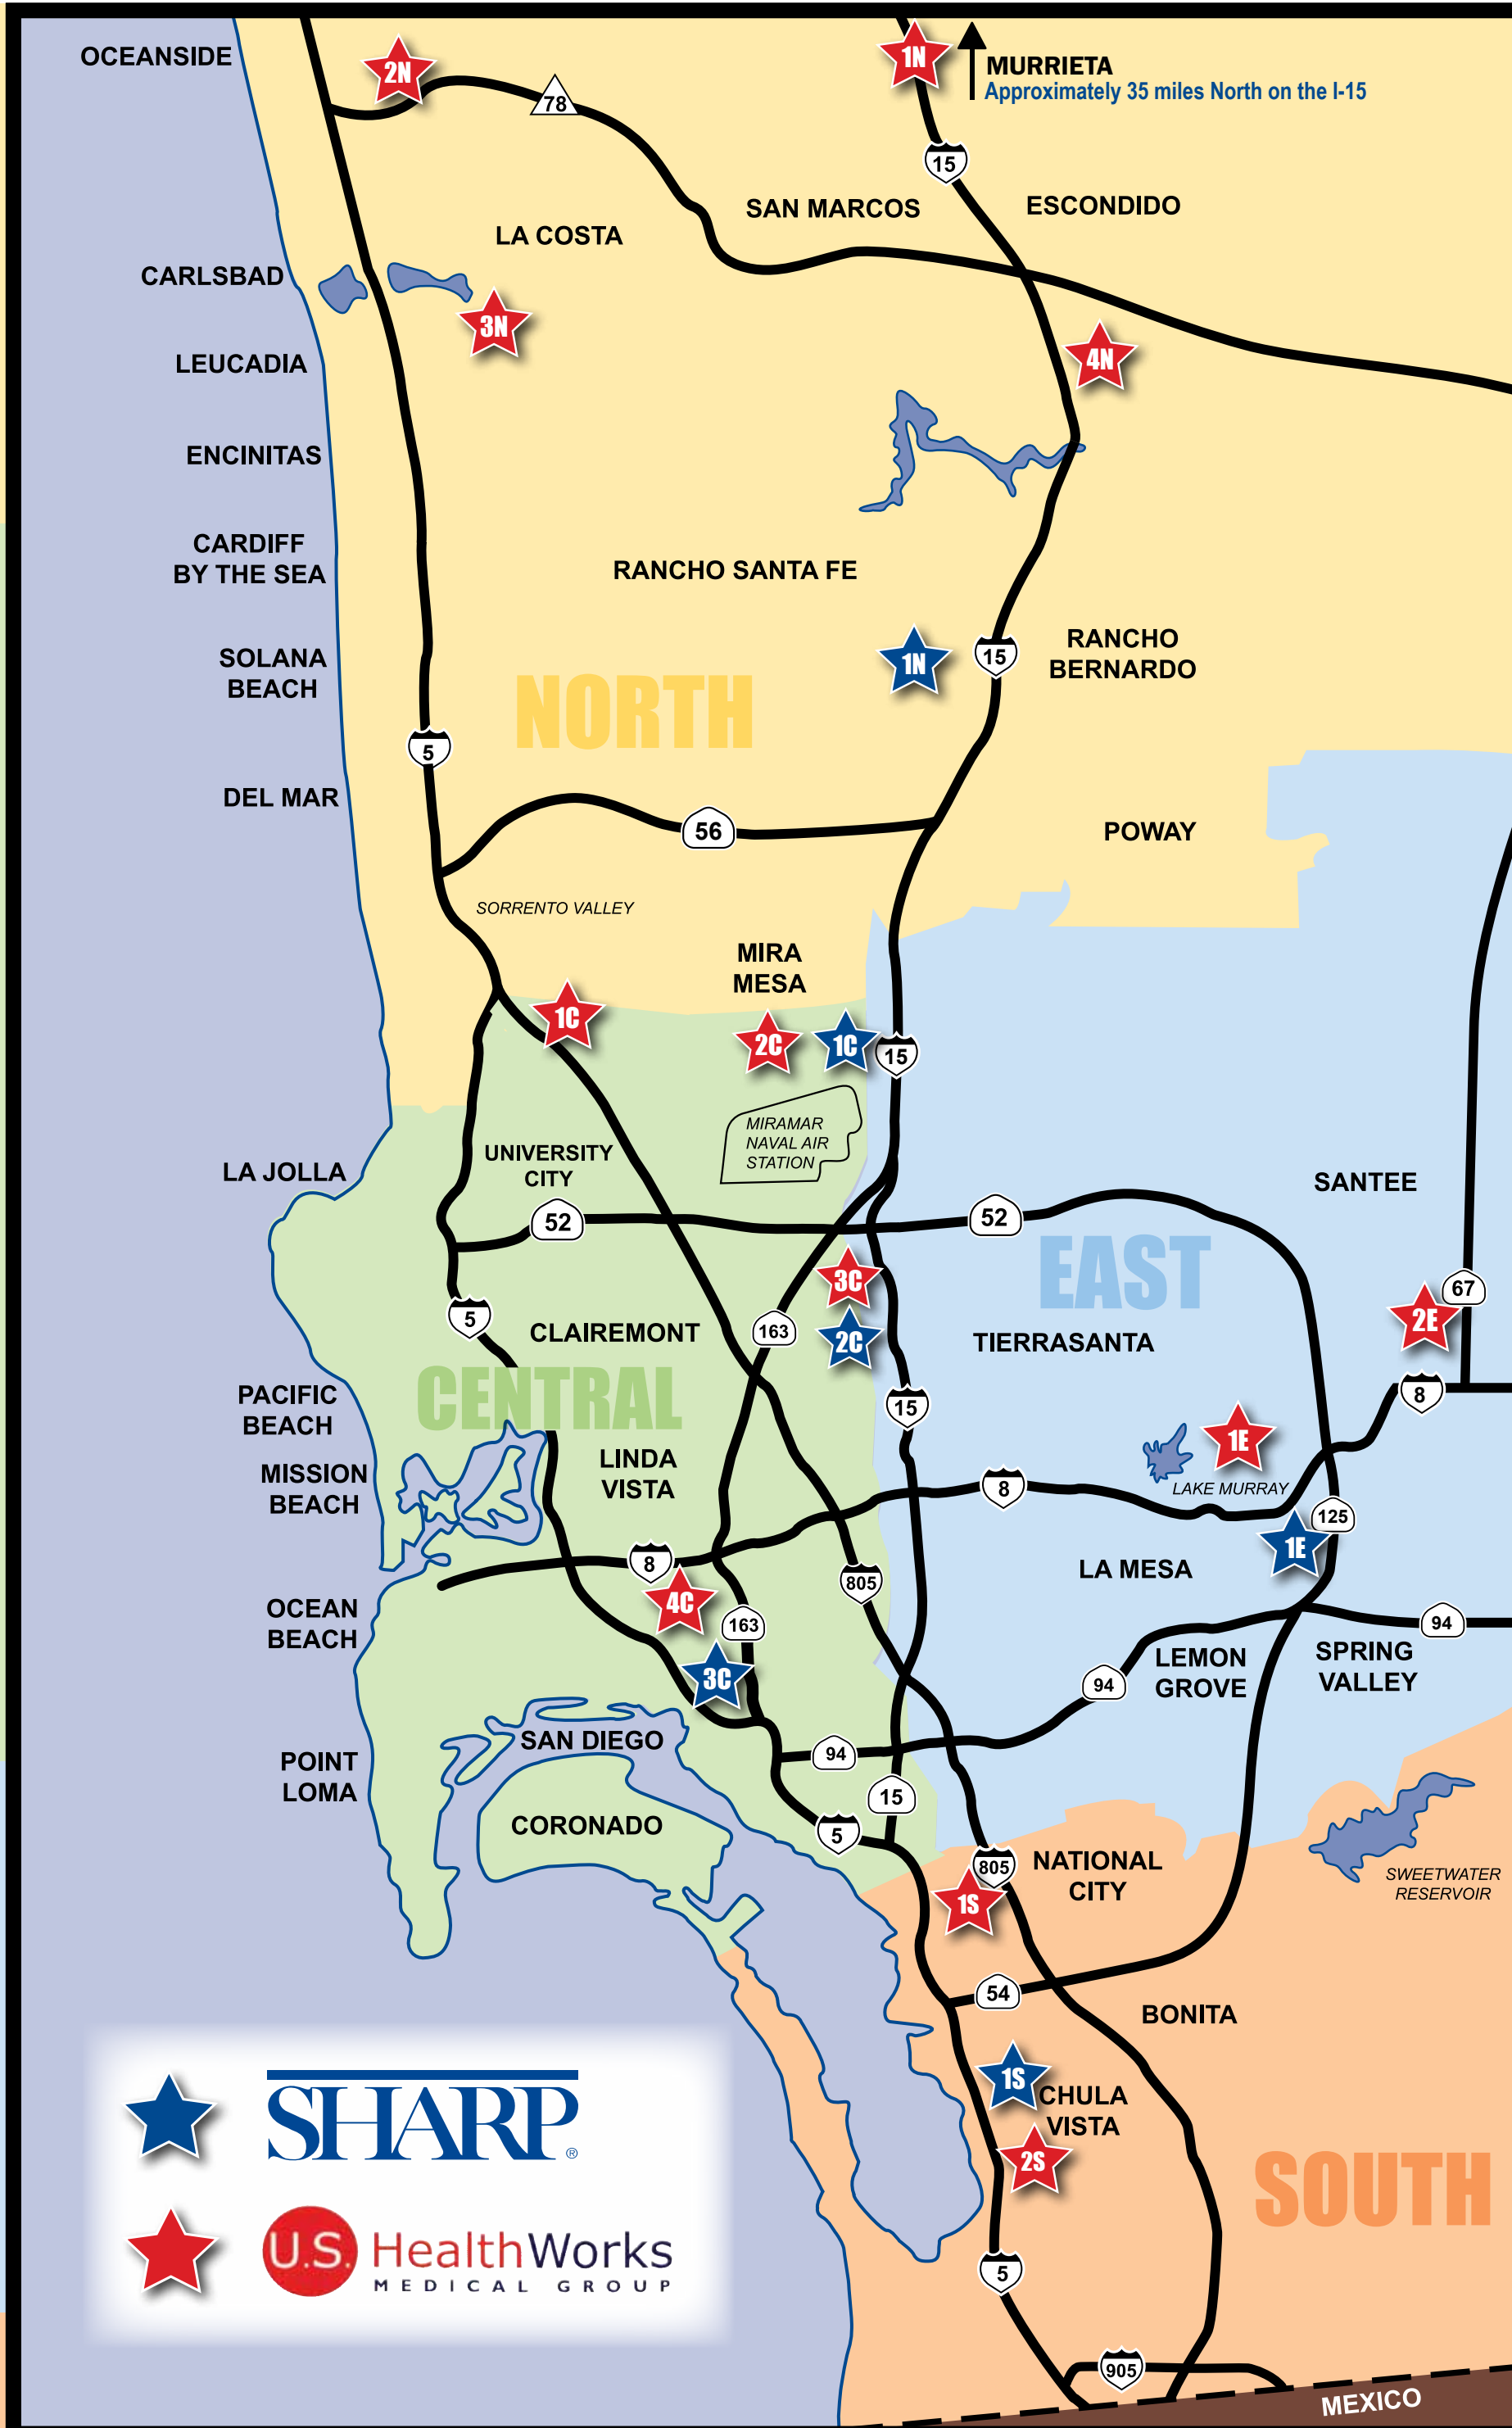 OCEANSIDE
2N
78
1N
MURRIETA
Approximately 35 miles North on the I-15
15
SAN MARCOS
ESCONDIDO
LA COSTA
CARLSBAD
3N
4N
LEUCADIA
ENCINITAS
CARDIFF
BY THE SEA
RANCHO SANTA FE
SOLANA
BEACH
1N
15
RANCHO
BERNARDO
NORTH
5
DEL MAR
56
POWAY
SORRENTO VALLEY
MIRA
MESA
1C
2C
1C
15
MIRAMAR
NAVAL AIR
STATION
UNIVERSITY
CITY
LA JOLLA
SANTEE
52
52
EAST
3C
67
2E
5
CLAIREMONT
163
2C
TIERRASANTA
CENTRAL
PACIFIC
BEACH
15
8
1E
LINDA
VISTA
MISSION
BEACH
8
LAKE MURRAY
125
1E
8
LA MESA
805
4C
OCEAN
BEACH
163
94
3C
LEMON
GROVE
SPRING
VALLEY
94
SAN DIEGO
94
POINT
LOMA
15
CORONADO
5
805
NATIONAL
CITY
SWEETWATER
RESERVOIR
1S
54
BONITA
1S
CHULA
VISTA
2S
SHARP®
SOUTH
U.S. HealthWorks
MEDICAL GROUP
5
905
MEXICO